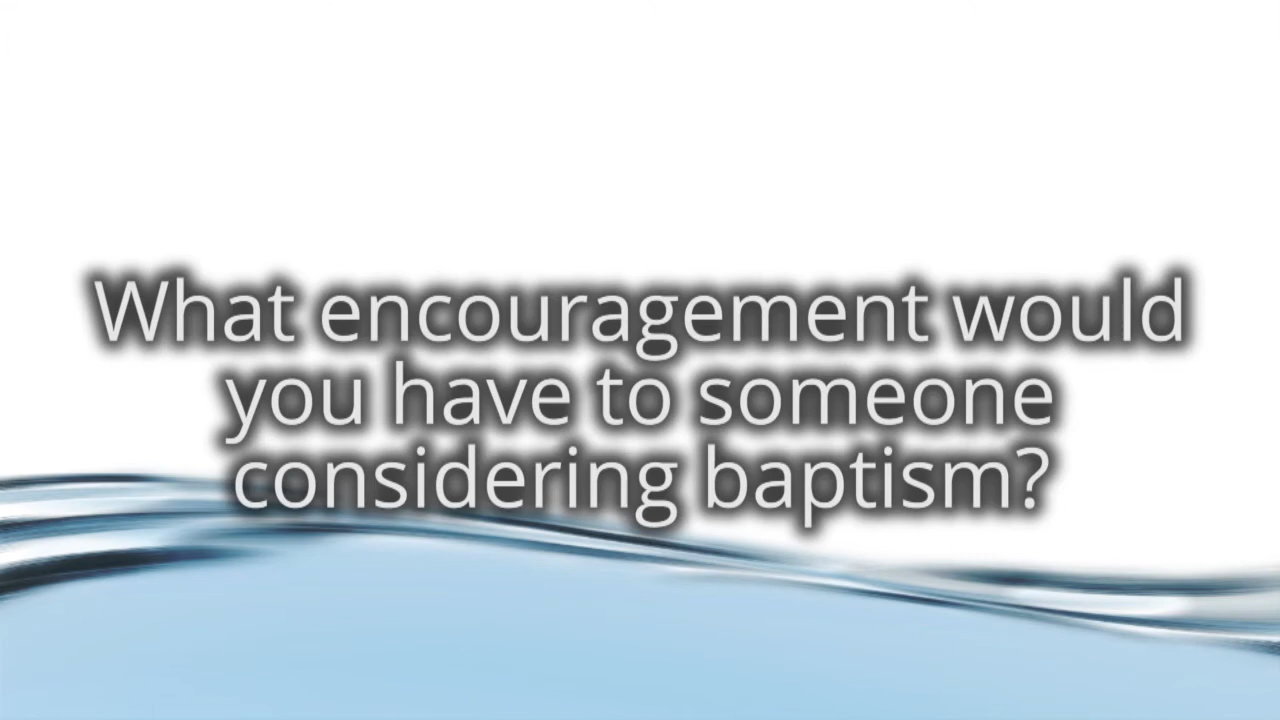 What encouragement would
you have to someone
considering baptism?